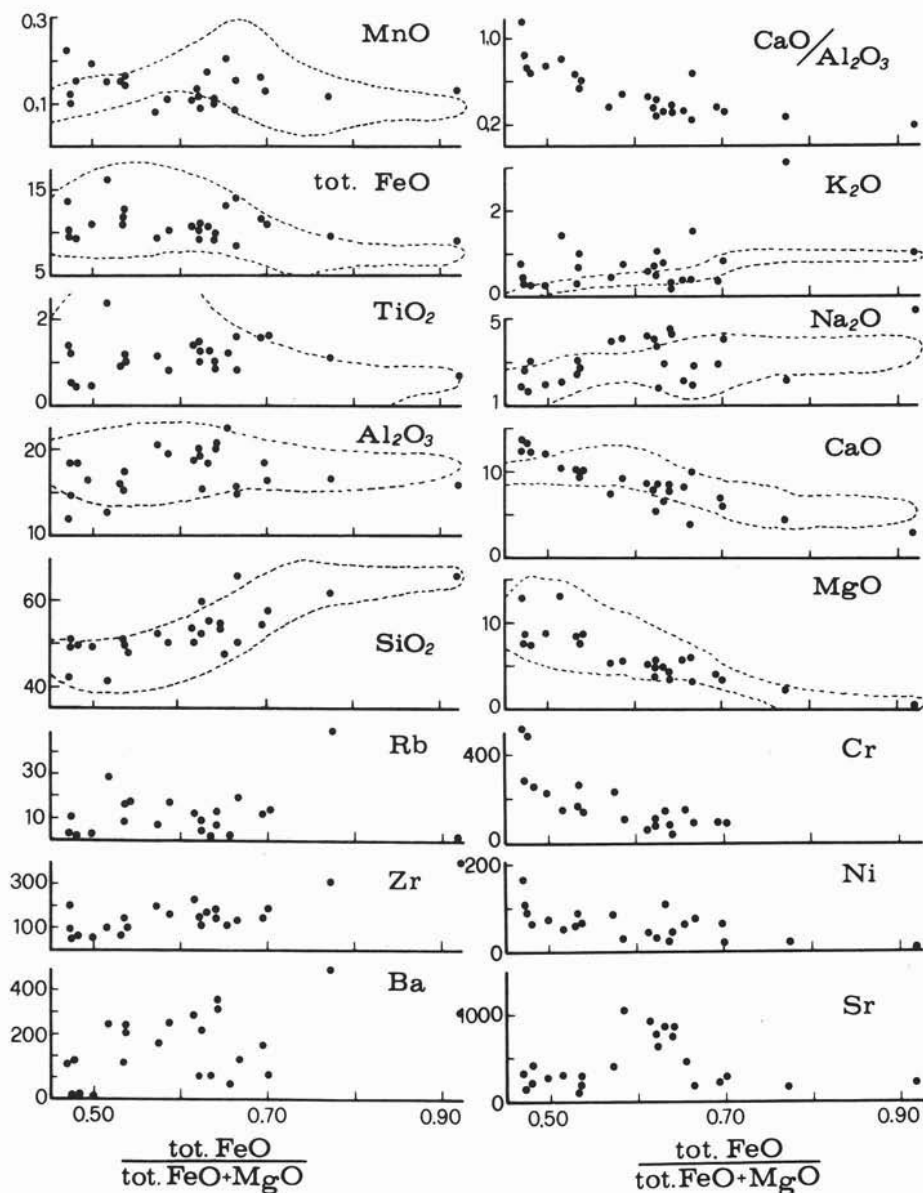 0.3
MnO
0.1
15
tot. FeO
5
2
TiO₂
0
Al₂O₃
20
10
60
SiO₂
40
Rb
30
10
Zr
300
100
Ba
400
200
0
0.50 0.70 0.90
tot. FeO
tot. FeO+MgO
1.0
CaO/Al₂O₃
0.2
K₂O
2
0
Na₂O
5
1
CaO
10
0
MgO
10
0
Cr
400
0
200
Ni
0
1000
Sr
0
0.50 0.70 0.90
tot. FeO
tot. FeO+MgO